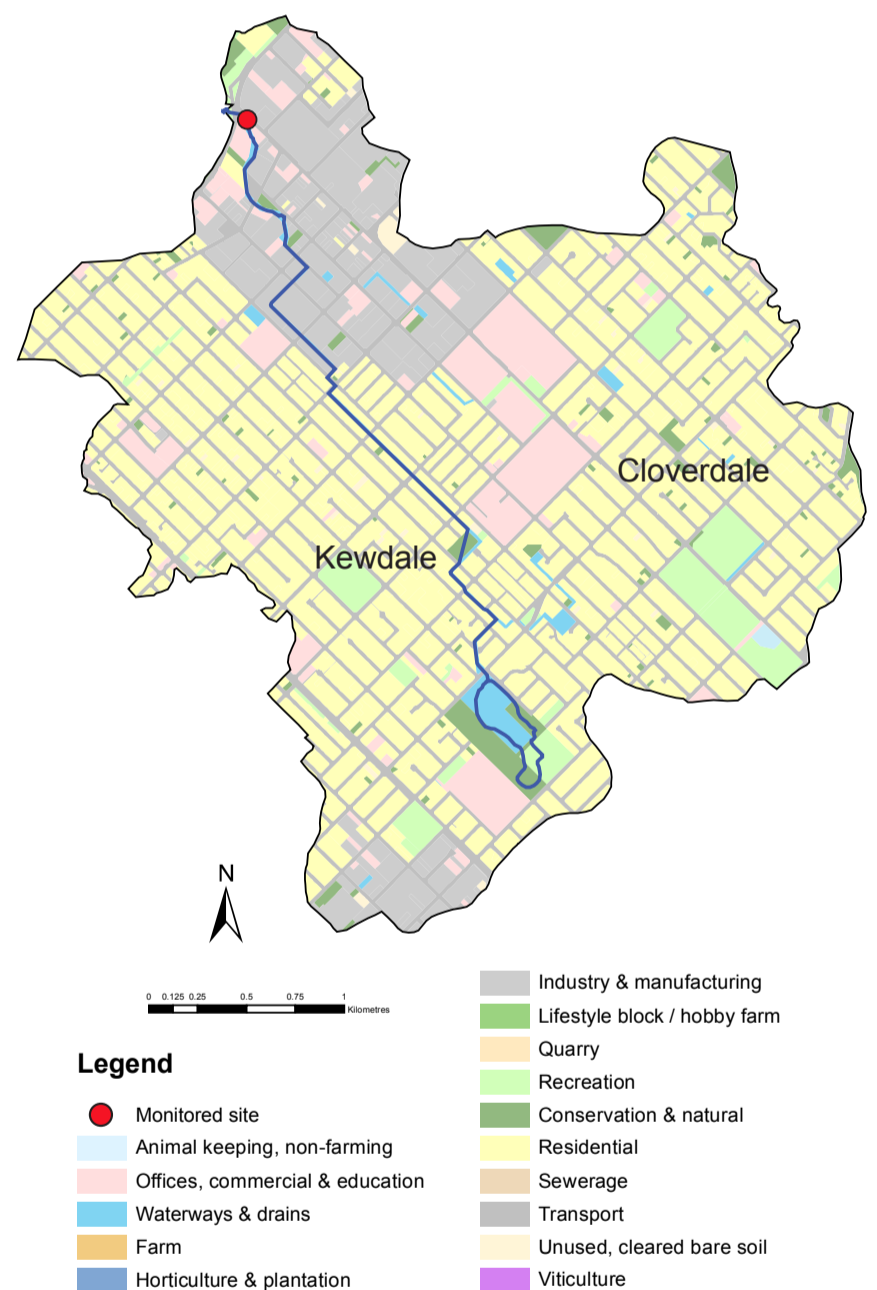 Cloverdale
Kewdale
N
0 0.125 0.25 0.5 0.75 1
Kilometres
Legend
Monitored site
Animal keeping, non-farming
Offices, commercial & education
Waterways & drains
Farm
Horticulture & plantation
Industry & manufacturing
Lifestyle block / hobby farm
Quarry
Recreation
Conservation & natural
Residential
Sewerage
Transport
Unused, cleared bare soil
Viticulture